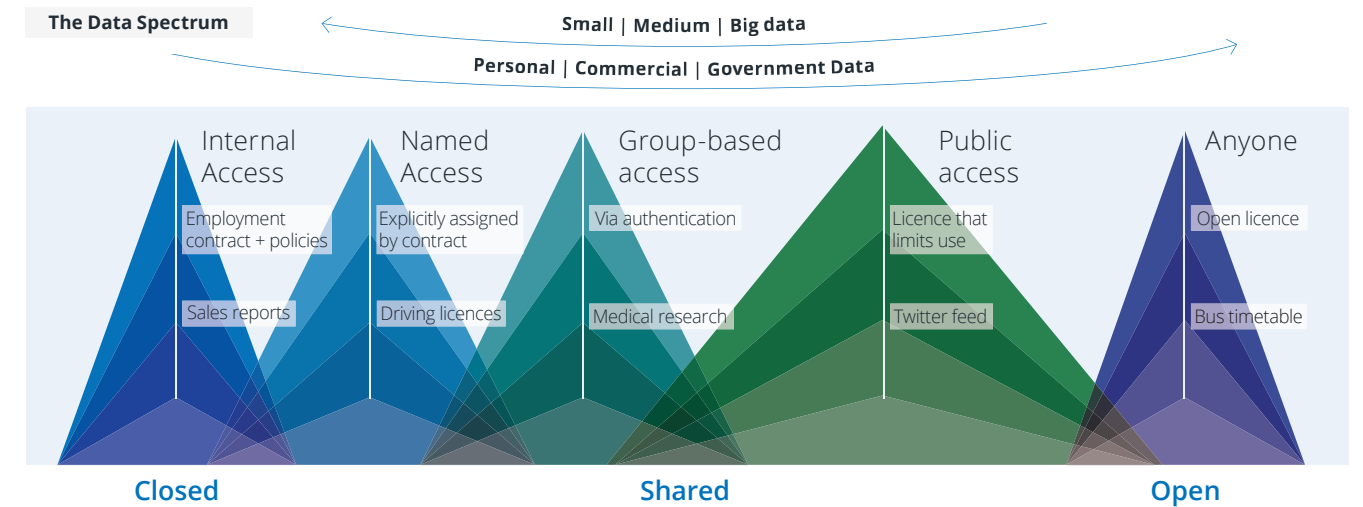 The Data Spectrum
Small | Medium | Big data
Personal | Commercial | Government Data
Internal
Access
Employment
contract + policies
Sales reports
Named
Access
Explicitly assigned
by contract
Driving licences
Group-based
access
Via authentication
Medical research
Public
access
Licence that
limits use
Twitter feed
Anyone
Open licence
Bus timetable
Closed
Shared
Open